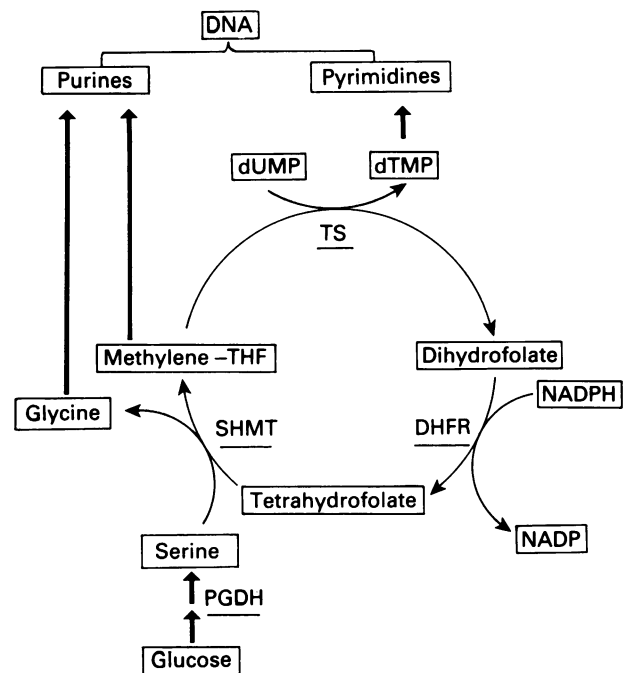 DNA
Purines
Pyrimidines
dUMP
dTMP
TS
Methylene –THF
Dihydrofolate
NADPH
Glycine
SHMT
DHFR
Tetrahydrofolate
Serine
NADP
PGDH
Glucose